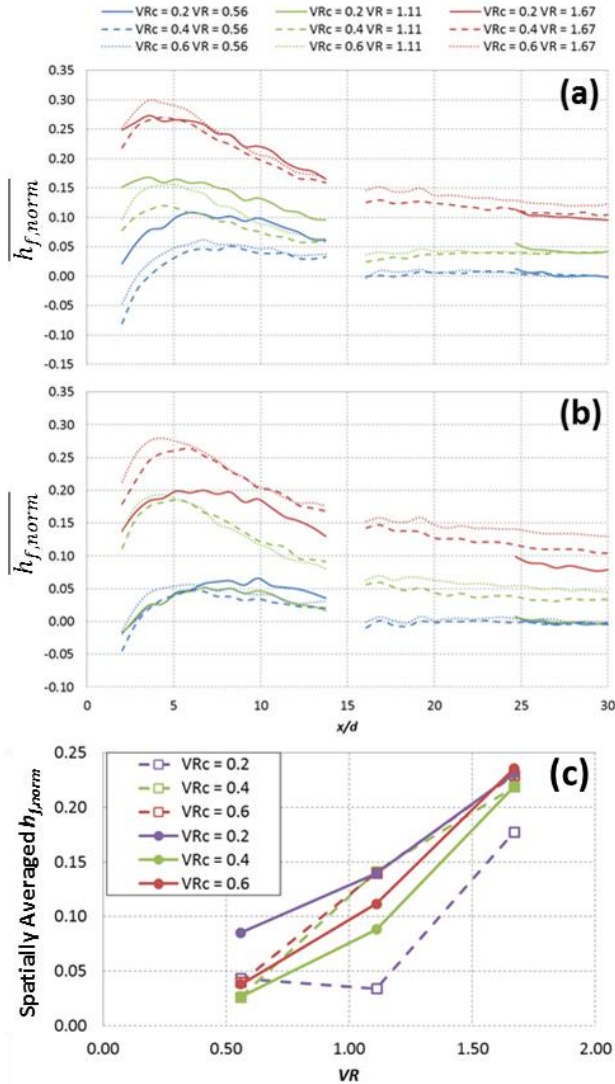 VRc = 0.2 VR = 0.56 VRc = 0.2 VR = 1.11 VRc = 0.2 VR = 1.67
VRc = 0.4 VR = 0.56 VRc = 0.4 VR = 1.11 VRc = 0.4 VR = 1.67
VRc = 0.6 VR = 0.56 VRc = 0.6 VR = 1.11 VRc = 0.6 VR = 1.67
0.35
(a)
0.30
0.25
0.20
0.15
0.10
0.05
0.00
-0.05
-0.10
-0.15
h_{f,norm}
0.35
(b)
0.30
0.25
0.20
0.15
0.10
0.05
0.00
-0.05
-0.10
h_{f,norm}
0 5 10 15 20 25 30
x/d
0.25
(c)
0.20
0.15
0.10
0.05
0.00
Spatially Averaged h_{f,norm}
VRc = 0.2
VRc = 0.4
VRc = 0.6
VRc = 0.2
VRc = 0.4
VRc = 0.6
0.00 0.50 1.00 1.50 2.00
VR